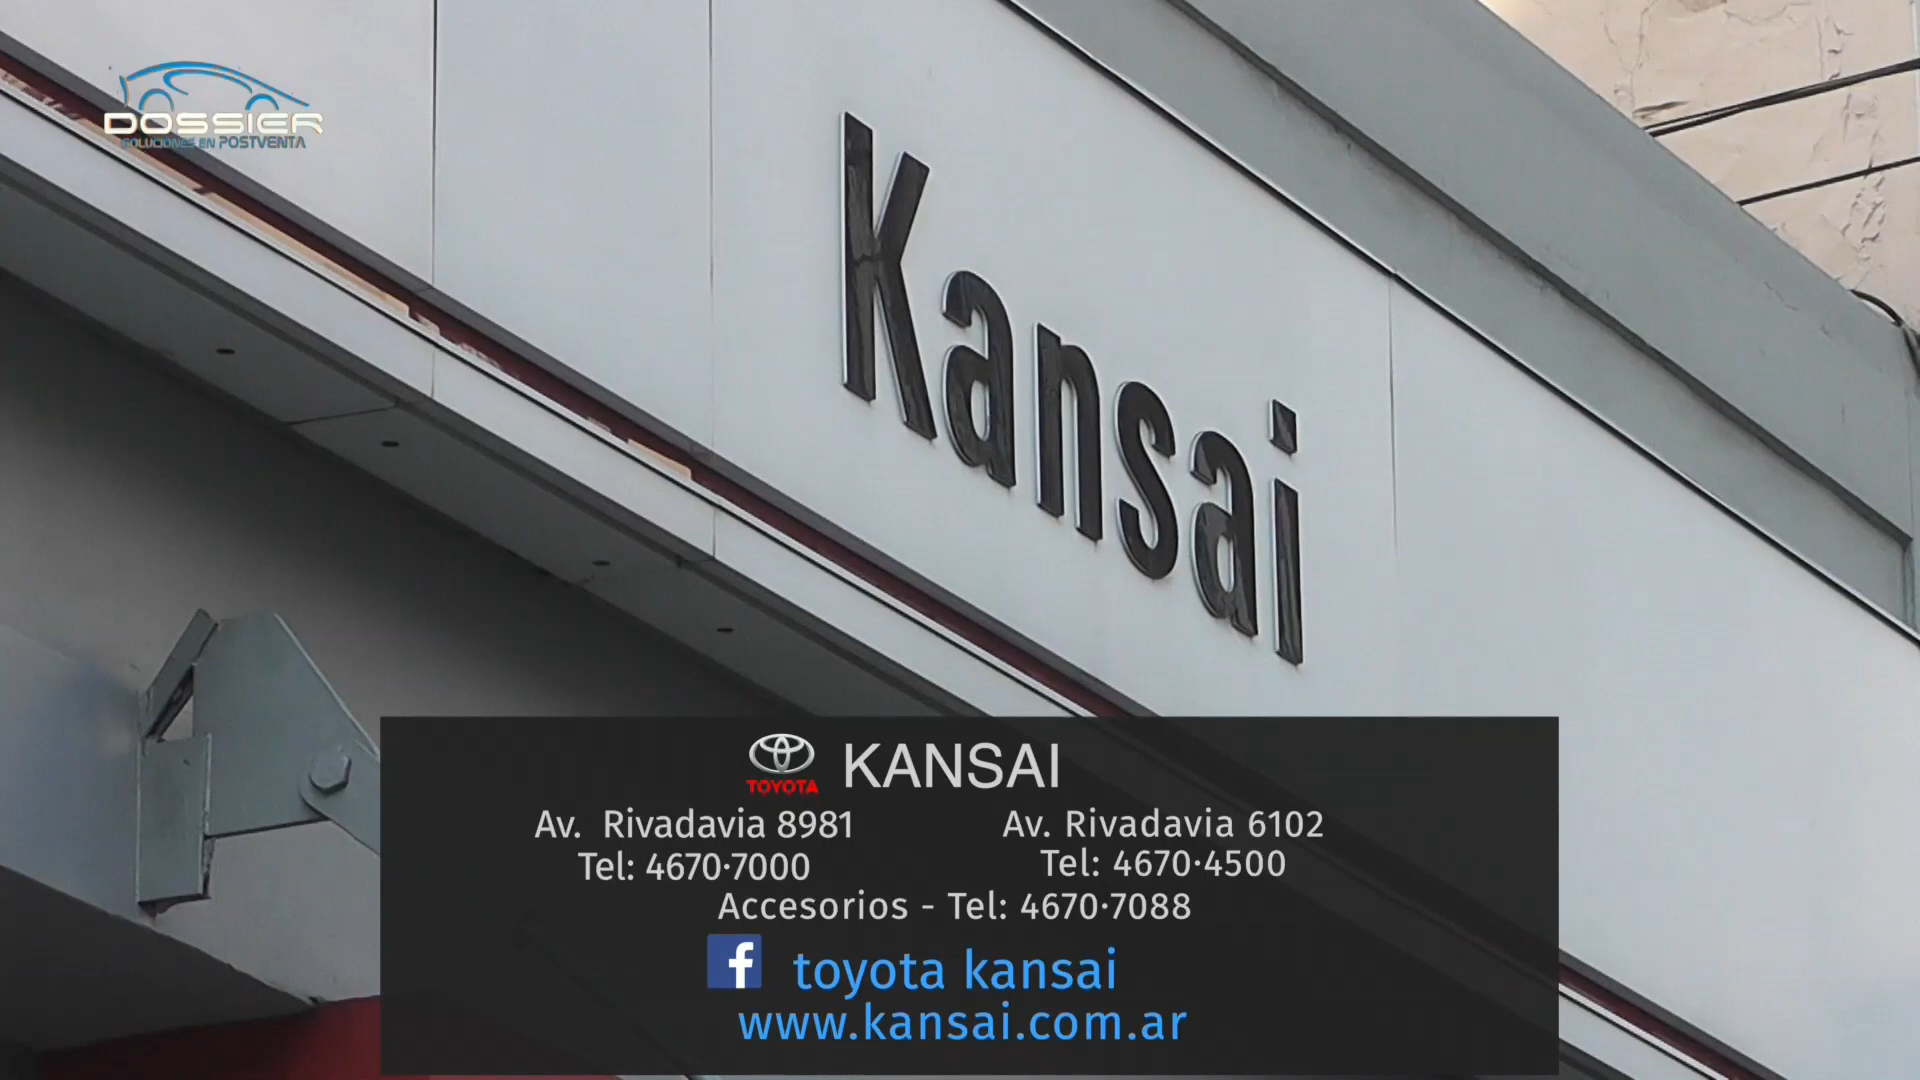 DOSSIER
SOLUCIONES EN POSTVENTA
Kansai
TOYOTA KANSAI
Av. Rivadavia 8981
Tel: 4670·7000
Av. Rivadavia 6102
Tel: 4670·4500
Accesorios - Tel: 4670·7088
f toyota kansai
www.kansai.com.ar